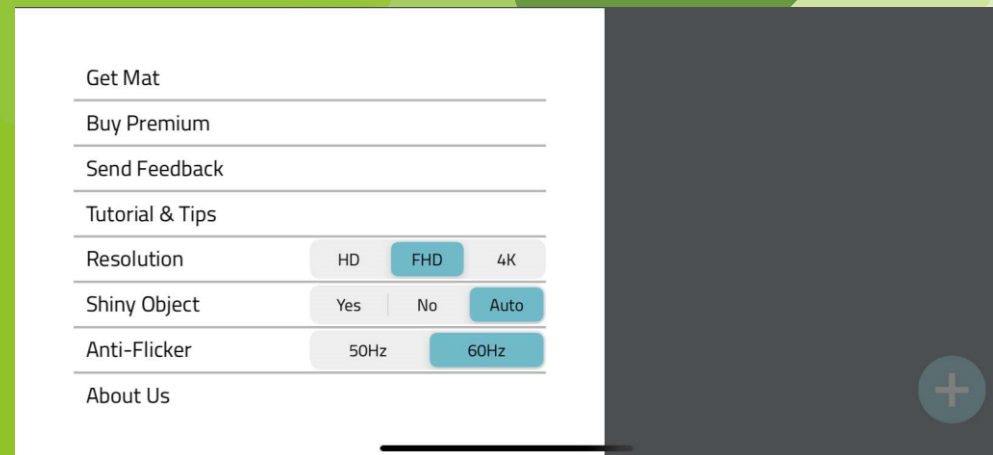 Get Mat
Buy Premium
Send Feedback
Tutorial & Tips
Resolution HD FHD 4K
Shiny Object Yes No Auto
Anti-Flicker 50Hz 60Hz
About Us